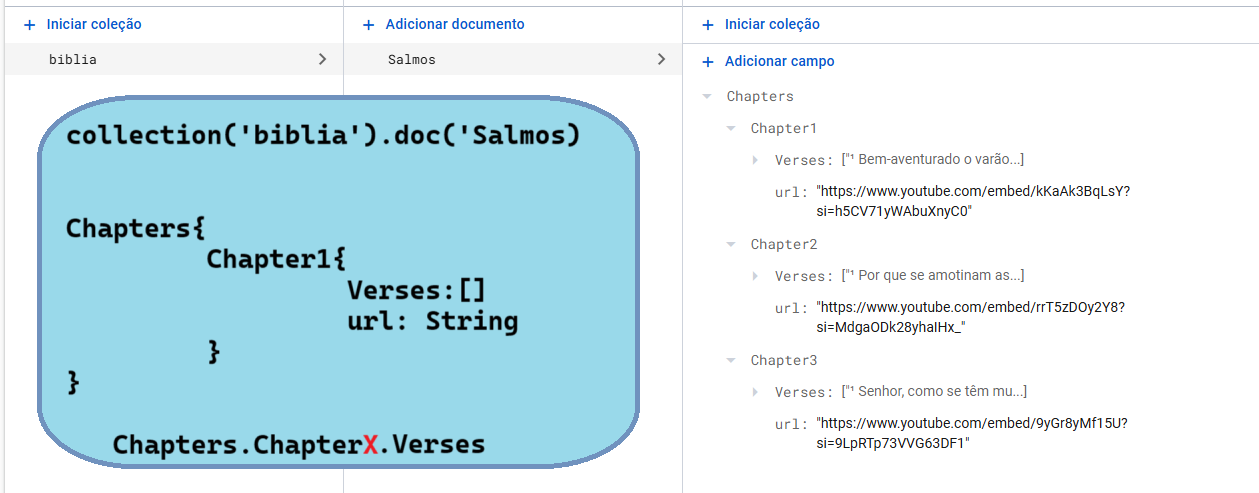 + Iniciar coleção
+ Adicionar documento
+ Iniciar coleção
biblia
Salmos
+ Adicionar campo
collection('biblia').doc('Salmos)
Chapters{
Chapter1{
Verses:[]
url: String
}
}
Chapters.ChapterX.Verses
Chapters
Chapter1
Verses: ["¹ Bem-aventurado o varão...]
url: "https://www.youtube.com/embed/kKaAk3BqLsY?
si=h5CV71yWAbuXnyC0"
Chapter2
Verses: ["¹ Por que se amotinam as...]
url: "https://www.youtube.com/embed/rrT5zDOy2Y8?
si=MdgaODk28yhaIHx_"
Chapter3
Verses: ["¹ Senhor, como se têm mu...]
url: "https://www.youtube.com/embed/9yGr8yMf15U?
si=9LpRTp73VVG63DF1"